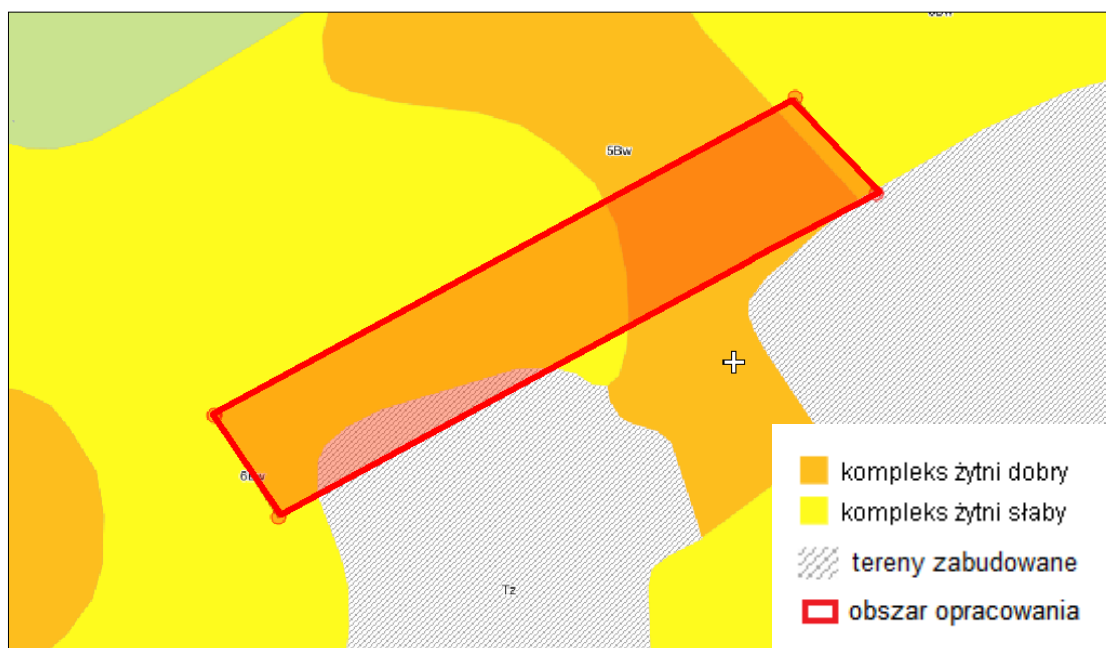 5Bw
Tz
kompleks żytni dobry
kompleks żytni słaby
tereny zabudowane
obszar opracowania